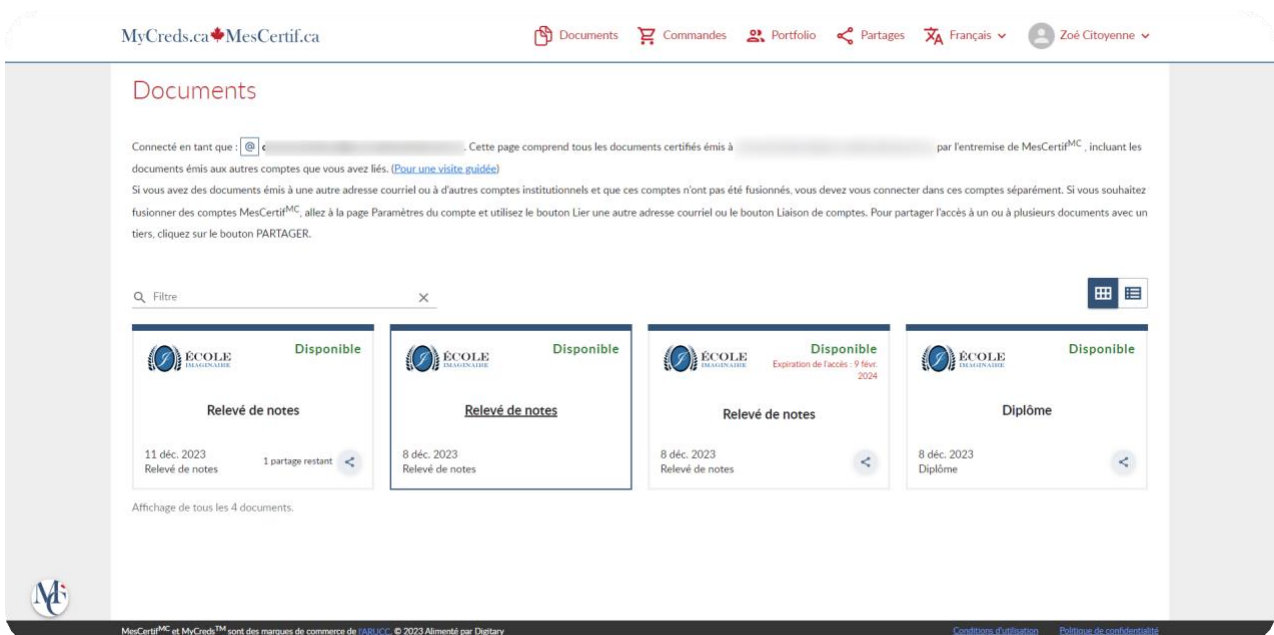 MyCreds.ca MesCertif.ca
Documents
Commandes
Portfolio
Partages
Français
Zoé Citoyenne
Documents
Connecté en tant que : @ . Cette page comprend tous les documents certifiés émis à par l'entremise de MesCertifMC , incluant les
documents émis aux autres comptes que vous avez liés. (Pour une visite guidée)
Si vous avez des documents émis à une autre adresse courriel ou à d'autres comptes institutionnels et que ces comptes n'ont pas été fusionnés, vous devez vous connecter dans ces comptes séparément. Si vous souhaitez
fusionner des comptes MesCertifMC, allez à la page Paramètres du compte et utilisez le bouton Lier une autre adresse courriel ou le bouton Liaison de comptes. Pour partager l'accès à un ou à plusieurs documents avec un
tiers, cliquez sur le bouton PARTAGER.
Filtre
ÉCOLE
IMAGINAIRE
Disponible
Relevé de notes
11 déc. 2023
Relevé de notes
1 partage restant
ÉCOLE
IMAGINAIRE
Disponible
Relevé de notes
8 déc. 2023
Relevé de notes
ÉCOLE
IMAGINAIRE
Disponible
Expiration de l'accès : 9 févr.
2024
Relevé de notes
8 déc. 2023
Relevé de notes
ÉCOLE
IMAGINAIRE
Disponible
Diplôme
8 déc. 2023
Diplôme
Affichage de tous les 4 documents.
MesCertifMC et MyCredsTM sont des marques de commerce de l'ARUCC. © 2023 Alimenté par Digitary
Conditions d'utilisation
Politique de confidentialité